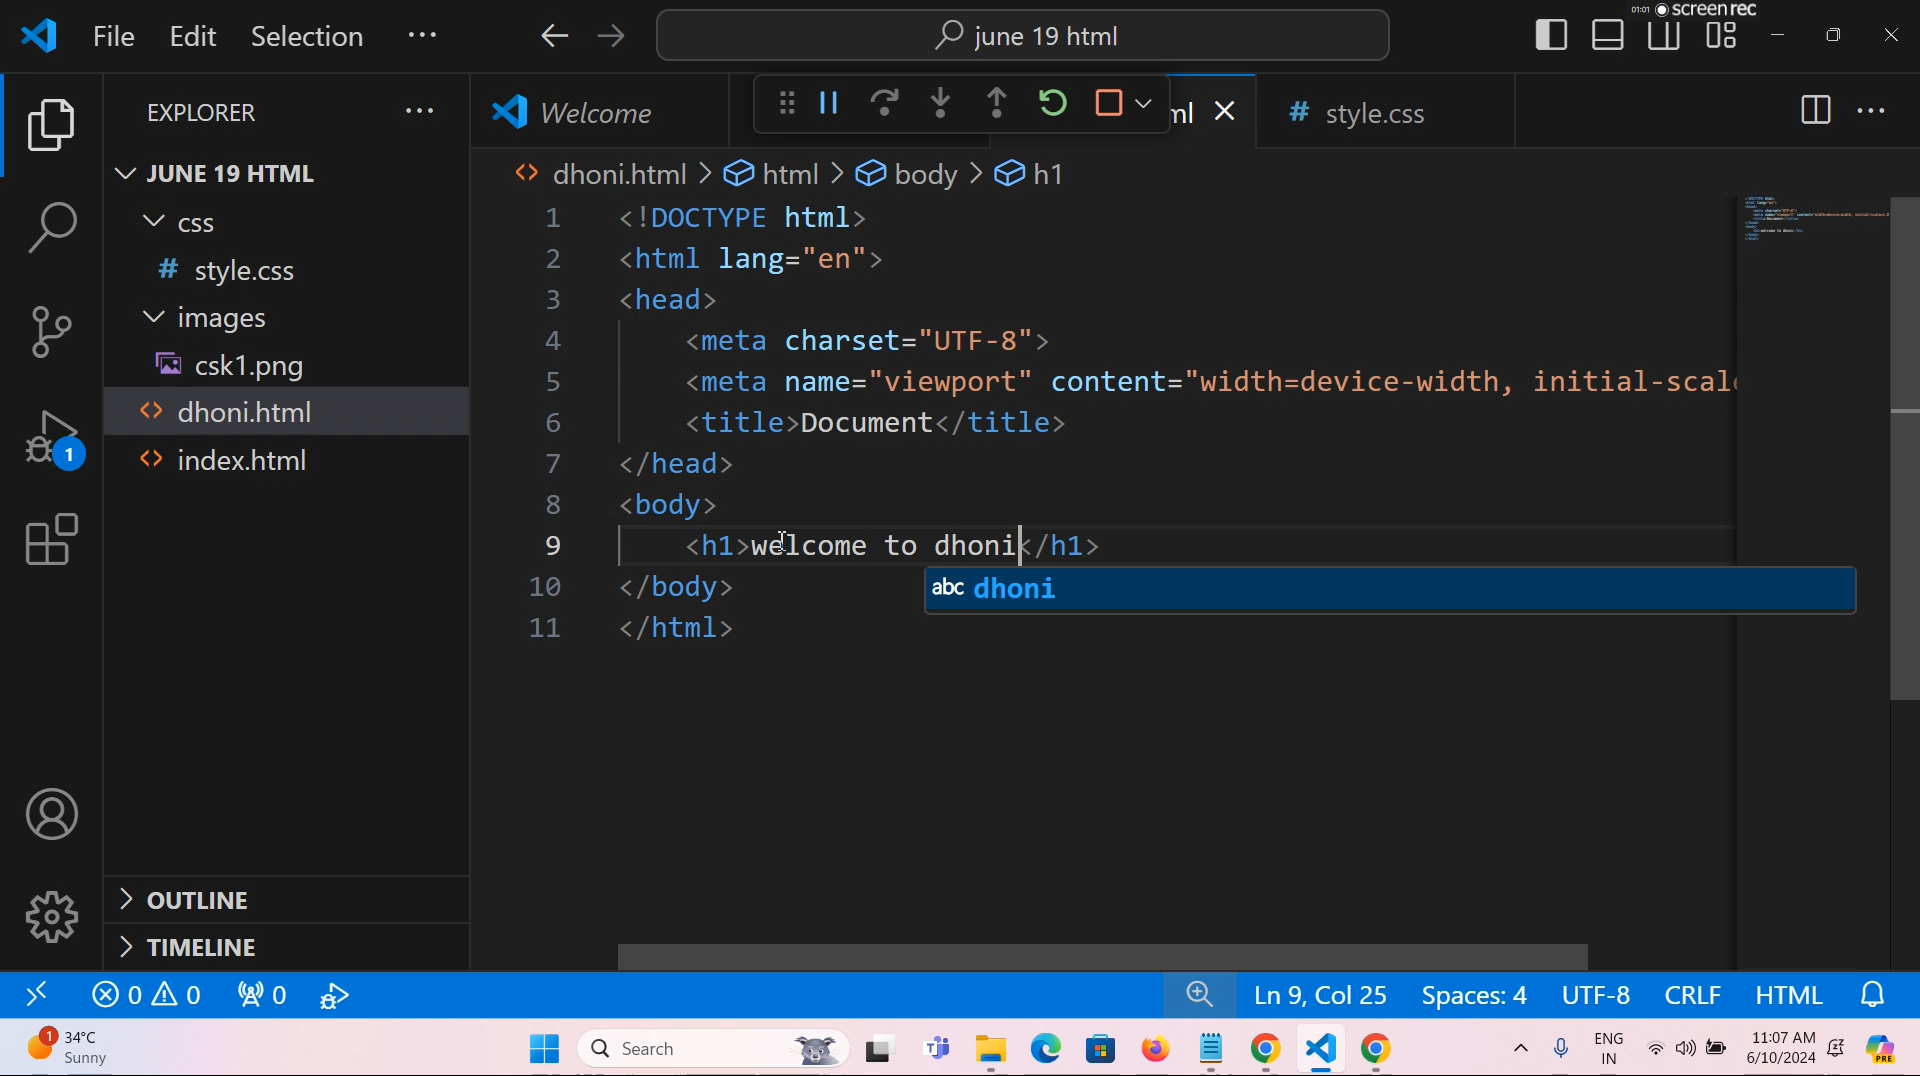 01:01 screenrec
File Edit Selection ··· june 19 html
EXPLORER ···
JUNE 19 HTML
css
# style.css
images
csk1.png
dhoni.html
index.html
OUTLINE
TIMELINE
1
Welcome ml # style.css ···
dhoni.html > html > body > h1
1 <!DOCTYPE html>
2 <html lang="en">
3 <head>
4 <meta charset="UTF-8">
5 <meta name="viewport" content="width=device-width, initial-scal
6 <title>Document</title>
7 </head>
8 <body>
9 <h1>welcome to dhoni</h1>
abc dhoni
10 </body>
11 </html>
0 0 0 Ln 9, Col 25 Spaces: 4 UTF-8 CRLF HTML
1 34°C
Sunny
Search
ENG
IN
11:07 AM
6/10/2024
PRE